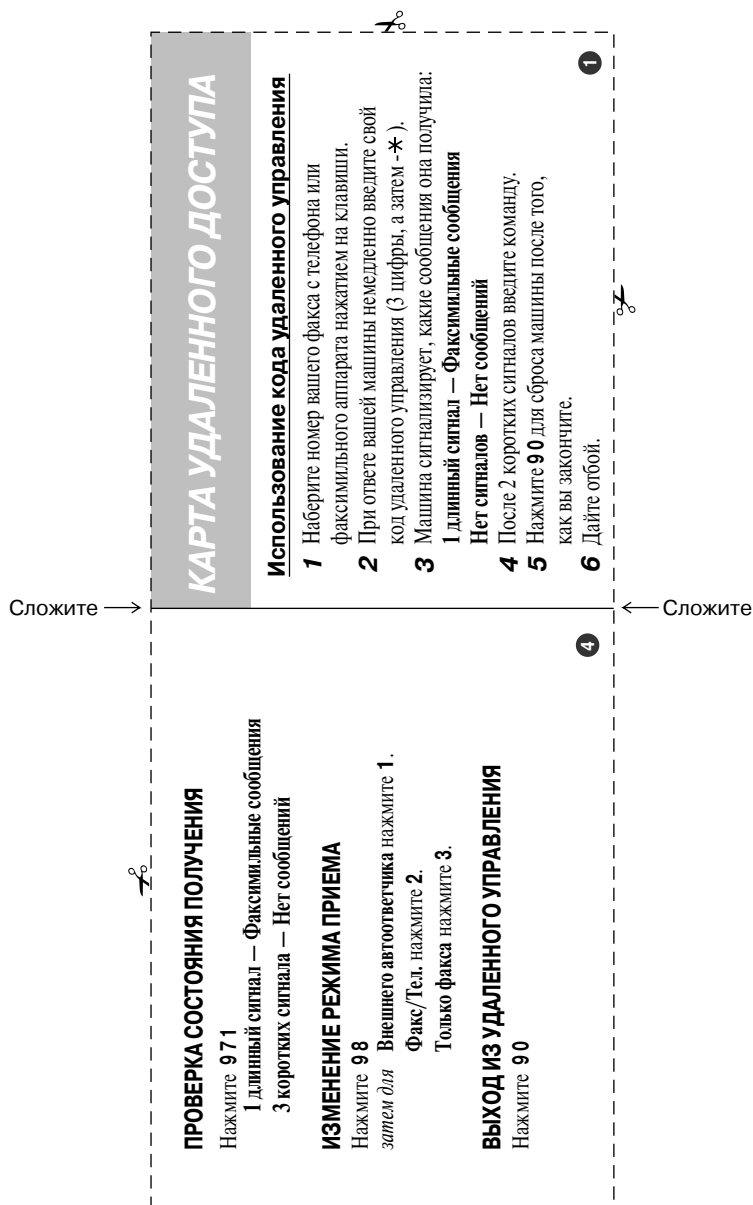 КАРТА УДАЛЕННОГО ДОСТУПА
Использование кода удаленного управления
1 Наберите номер вашего факса с телефона или
факсимильного аппарата нажатием на клавиши.
2 При ответе вашей машины немедленно введите свой
код удаленного управления (3 цифры, а затем -* ).
3 Машина сигнализирует, какие сообщения она получила:
1 длинный сигнал — Факсимильные сообщения
Нет сигналов — Нет сообщений
4 После 2 коротких сигналов введите команду.
5 Нажмите 9 0 для сброса машины после того,
как вы закончите.
6 Дайте отбой.
1
Сложите
Сложите
ПРОВЕРКА СОСТОЯНИЯ ПОЛУЧЕНИЯ
Нажмите 9 7 1
1 длинный сигнал — Факсимильные сообщения
3 коротких сигнала — Нет сообщений
ИЗМЕНЕНИЕ РЕЖИМА ПРИЕМА
Нажмите 9 8
затем для Внешнего автоответчика нажмите 1.
Факс/Тел. нажмите 2.
Только факса нажмите 3.
ВЫХОД ИЗ УДАЛЕННОГО УПРАВЛЕНИЯ
Нажмите 9 0
4